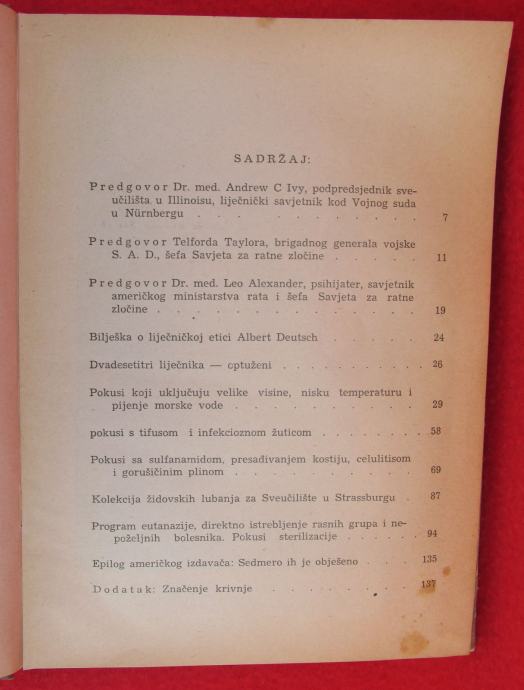 SADRŽAJ:
Predgovor Dr. med. Andrew C Ivy, podpredsjednik sve-
učilišta u Illinoisu, liječnički savjetnik kod Vojnog suda
u Nürnbergu . . . . . . . . . . . 7
Predgovor Telforda Taylora, brigadnog generala vojske
S. A. D., šefa Savjeta za ratne zločine . . . . . 11
Predgovor Dr. med. Leo Alexander, psihijater, savjetnik
američkog ministarstva rata i šefa Savjeta za ratne
zločine . . . . . . . . . . . . . . 19
Bilješka o liječničkoj etici Albert Deutsch . . . . . . 24
Dvadesetitri liječnika — optuženi . . . . . . . . . . 26
Pokusi koji uključuju velike visine, nisku temperaturu i
pijenje morske vode . . . . . . . . . . . 29
pokusi s tifusom i infekcioznom žuticom . . . . . . . . 58
Pokusi sa sulfanamidom, presađivanjem kostiju, celulitisom
i gorušičinim plinom . . . . . . . . . . . 69
Kolekcija židovskih lubanja za Sveučilište u Strassburgu . 87
Program eutanazije, direktno istrebljenje rasnih grupa i ne-
poželjnih bolesnika. Pokusi sterilizacije . . . . . . 94
Epilog američkog izdavača: Sedmero ih je obješeno . . . . 135
Dodatak: Značenje krivnje . . . . . . . . . . 137